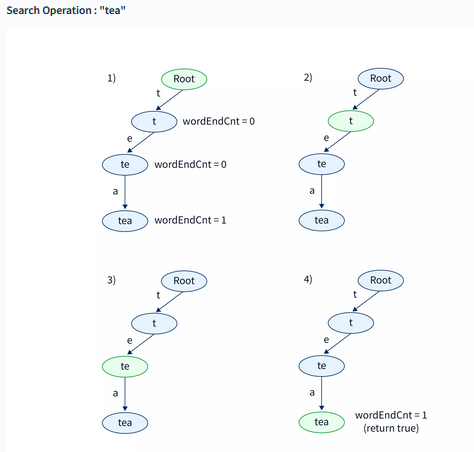 Search Operation : "tea"
1)
Root
t
t
wordEndCnt = 0
e
te
wordEndCnt = 0
a
tea
wordEndCnt = 1
2)
Root
t
t
e
te
a
tea
3)
Root
t
t
e
te
a
tea
4)
Root
t
t
e
te
a
tea
wordEndCnt = 1
(return true)